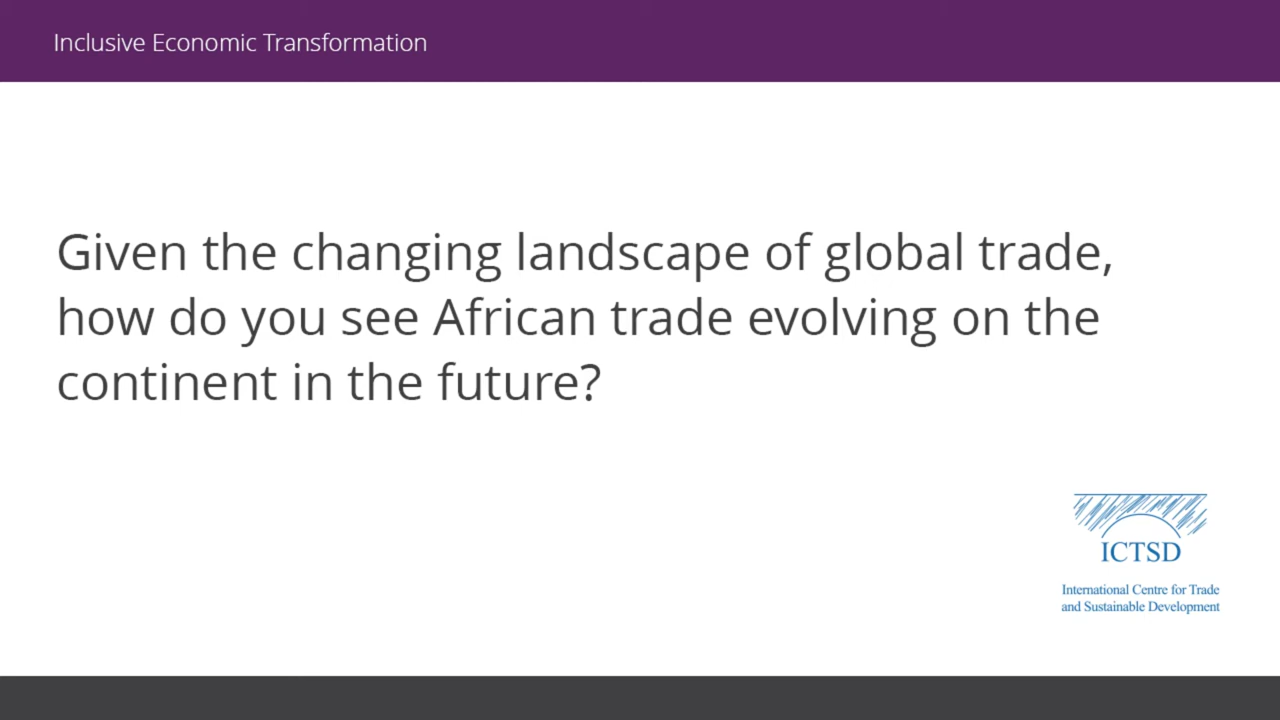 Inclusive Economic Transformation
Given the changing landscape of global trade,
how do you see African trade evolving on the
continent in the future?
ICTSD
International Centre for Trade
and Sustainable Development